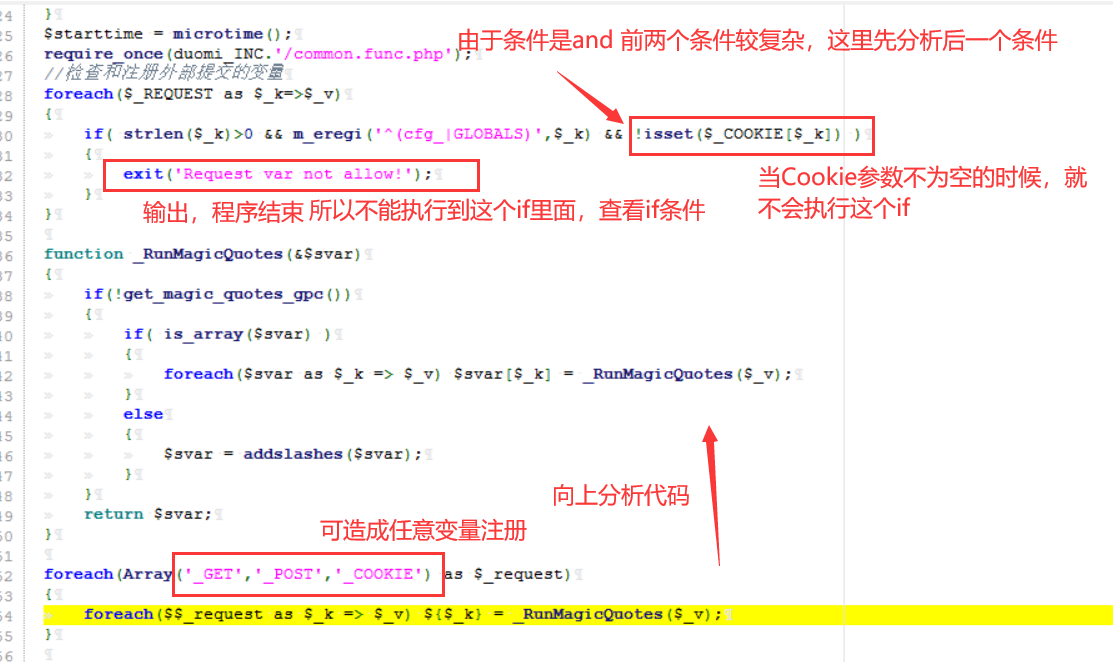 24 }
25 $starttime = microtime();
26 require_once(duomi_INC.'/common.func.php');
由于条件是and 前两个条件较复杂，这里先分析后一个条件
27 //检查和注册外部提交的变量
28 foreach($_REQUEST as $_k=>$_v)
29 {
30 if( strlen($_k)>0 && m_eregi('^(cfg_|GLOBALS)',$_k) && !isset($_COOKIE[$_k]) )
31 {
32 exit('Request var not allow!');
当Cookie参数不为空的时候，就
不会执行这个if
33 }
输出，程序结束 所以不能执行到这个if里面，查看if条件
34 }
35
36 function _RunMagicQuotes(&$svar)
37 {
38 if(!get_magic_quotes_gpc())
39 {
40 if( is_array($svar) )
41 {
42 foreach($svar as $_k => $_v) $svar[$_k] = _RunMagicQuotes($_v);
43 }
44 else
45 {
46 $svar = addslashes($svar);
47 }
48 }
向上分析代码
49 return $svar;
可造成任意变量注册
50 }
51
52 foreach(Array('_GET','_POST','_COOKIE') as $_request)
53 {
54 foreach($$_request as $_k => $_v) ${$_k} = _RunMagicQuotes($_v);
55 }
56